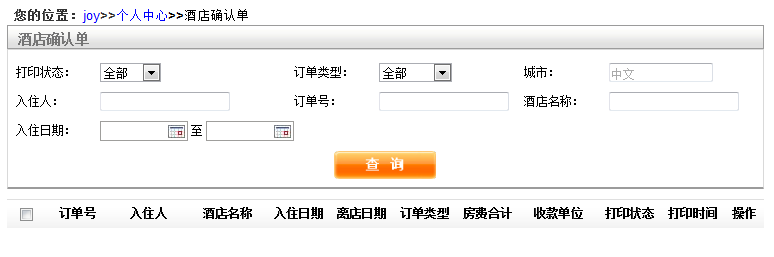 您的位置：joy>>个人中心>>酒店确认单
酒店确认单
打印状态： 全部 订单类型： 全部 城市： 中文
入住人： 订单号： 酒店名称：
入住日期： 至
查 询
订单号 入住人 酒店名称 入住日期 离店日期 订单类型 房费合计 收款单位 打印状态 打印时间 操作